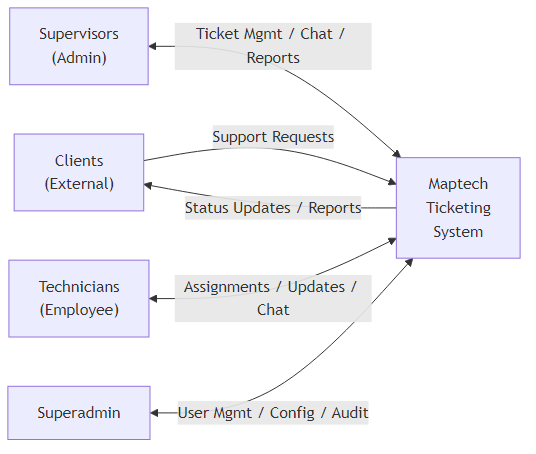 Supervisors
(Admin)
Ticket Mgmt / Chat /
Reports
Clients
(External)
Support Requests
Status Updates / Reports
Maptech
Ticketing
System
Technicians
(Employee)
Assignments / Updates /
Chat
Superadmin
User Mgmt / Config / Audit